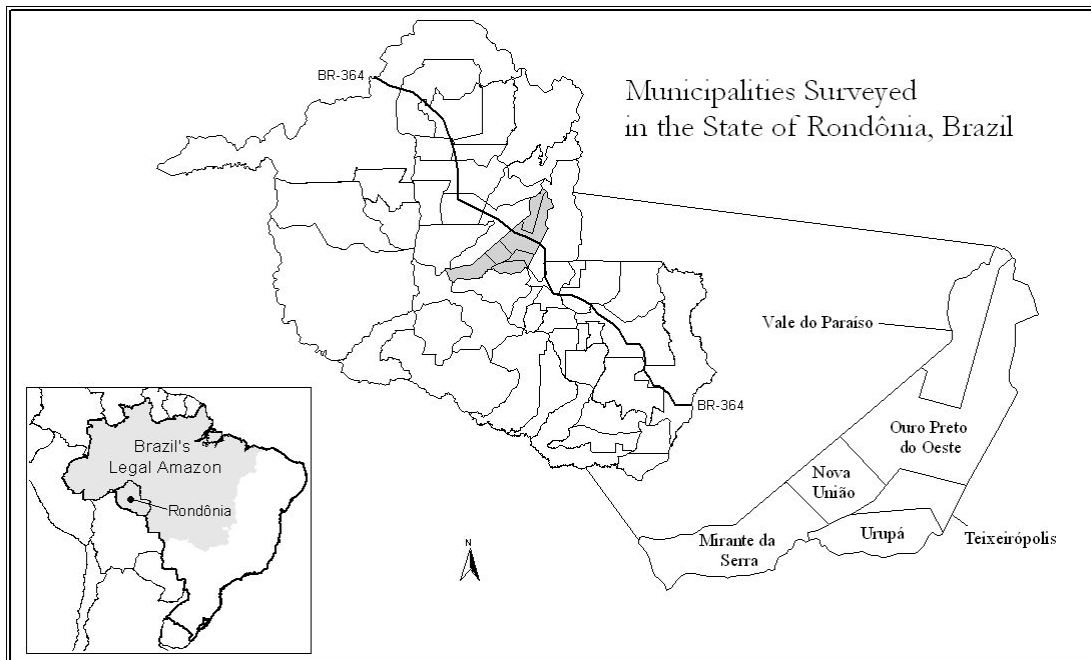 BR-364
Municipalities Surveyed
in the State of Rondônia, Brazil
Vale do Paraíso
BR-364
Ouro Preto
do Oeste
Brazil's
Legal Amazon
Nova
União
Rondônia
Urupá
Teixeirópolis
Mirante da
Serra
N